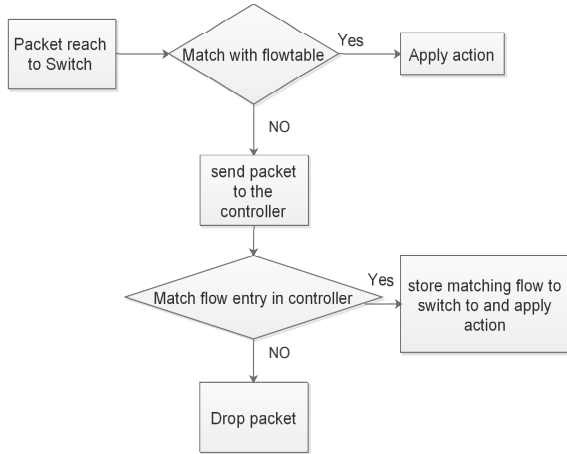 Packet reach
to Switch
Match with flowtable
Yes
Apply action
NO
send packet
to the
controller
Match flow entry in controller
Yes
store matching flow to
switch to and apply
action
NO
Drop packet